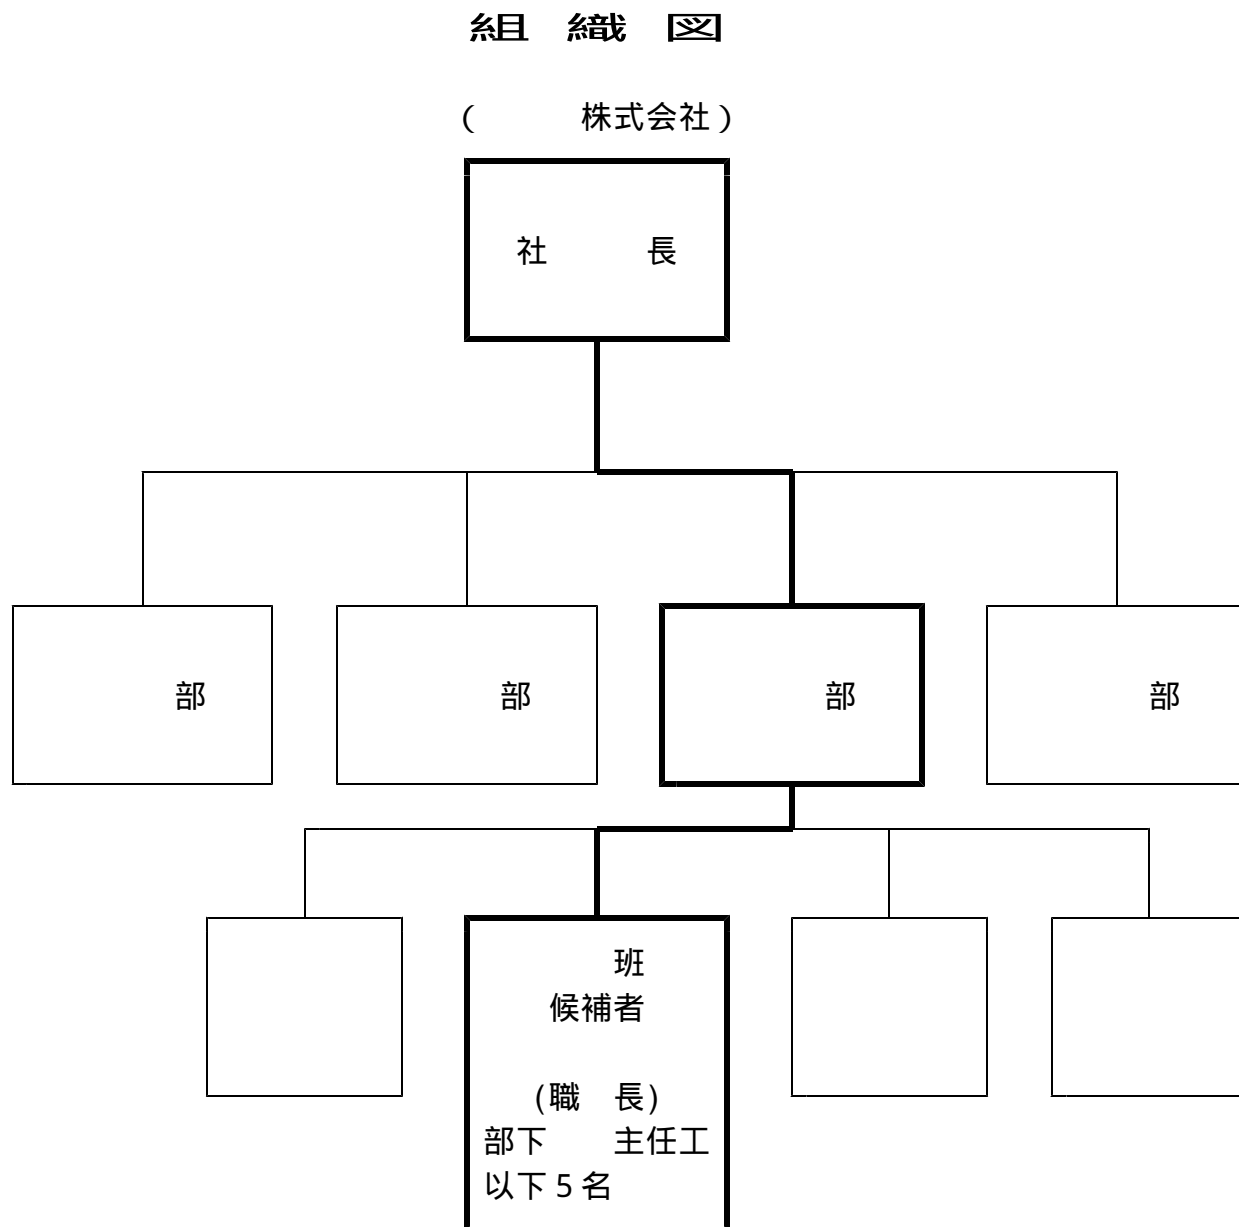 組　織　図
（　　　株式会社）
社　　　長
部　部　部　部
班
候補者
(職　長)
部下　　主任工
以下５名